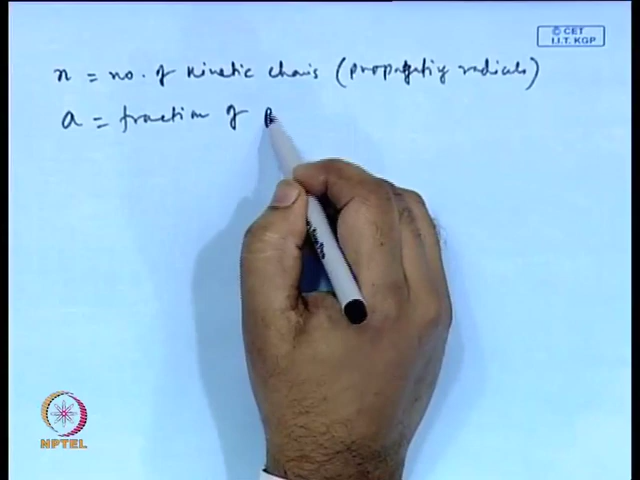 © CET
I.I.T. KGP
n = no. of kinetic chains (propagating radicals)
a = fraction of
NPTEL